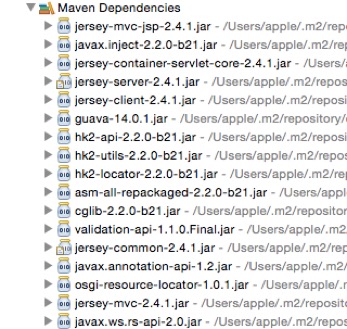 Maven Dependencies
jersey-mvc-jsp-2.4.1.jar - /Users/apple/.m2/repo
javax.inject-2.2.0-b21.jar - /Users/apple/.m2/rep
jersey-container-servlet-core-2.4.1.jar - /Users/
jersey-server-2.4.1.jar - /Users/apple/.m2/repos
jersey-client-2.4.1.jar - /Users/apple/.m2/reposi
guava-14.0.1.jar - /Users/apple/.m2/repository/
hk2-api-2.2.0-b21.jar - /Users/apple/.m2/reposi
hk2-utils-2.2.0-b21.jar - /Users/apple/.m2/repo
hk2-locator-2.2.0-b21.jar - /Users/apple/.m2/re
asm-all-repackaged-2.2.0-b21.jar - /Users/appl
cglib-2.2.0-b21.jar - /Users/apple/.m2/repositor
validation-api-1.1.0.Final.jar - /Users/apple/.m2
jersey-common-2.4.1.jar - /Users/apple/.m2/rep
javax.annotation-api-1.2.jar - /Users/apple/.m2
osgi-resource-locator-1.0.1.jar - /Users/apple/.
jersey-mvc-2.4.1.jar - /Users/apple/.m2/reposit
javax.ws.rs-api-2.0.jar - /Users/apple/.m2/repo